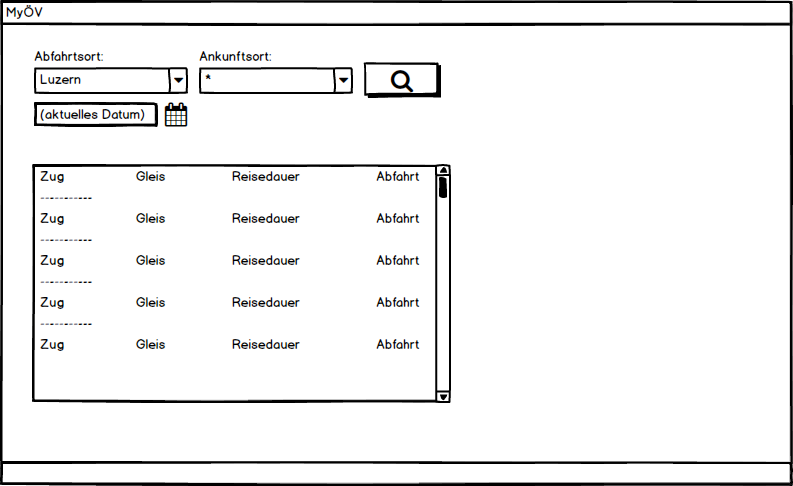 MyÖV
Abfahrtsort: Ankunftsort:
Luzern *
(aktuelles Datum)
Zug Gleis Reisedauer Abfahrt
-----------
Zug Gleis Reisedauer Abfahrt
-----------
Zug Gleis Reisedauer Abfahrt
-----------
Zug Gleis Reisedauer Abfahrt
-----------
Zug Gleis Reisedauer Abfahrt